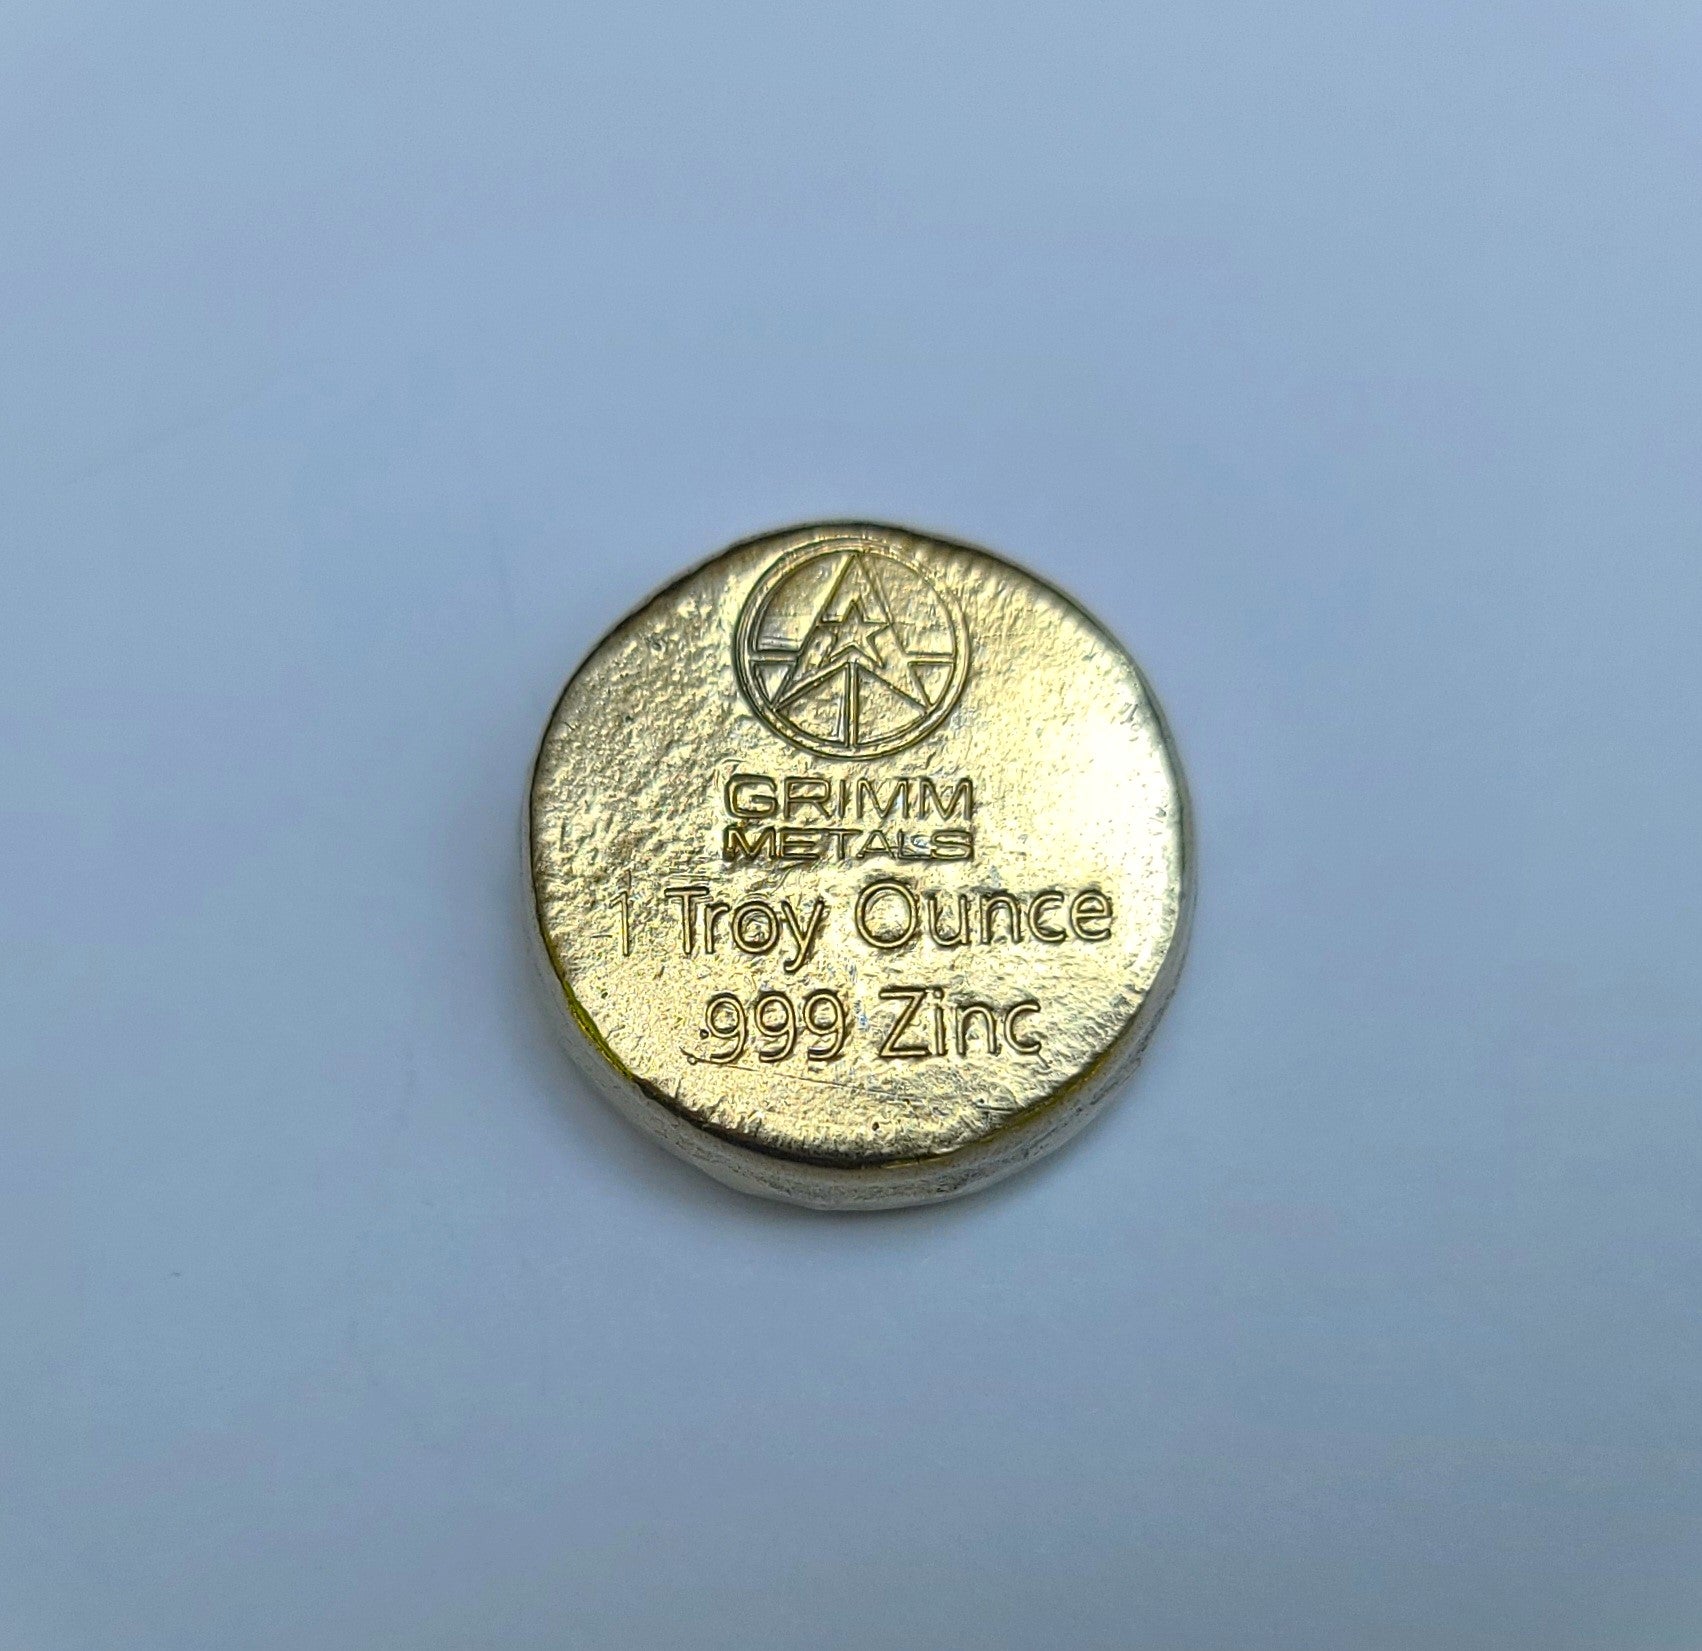 GRIMM
METALS
1 Troy Ounce
.999 Zinc